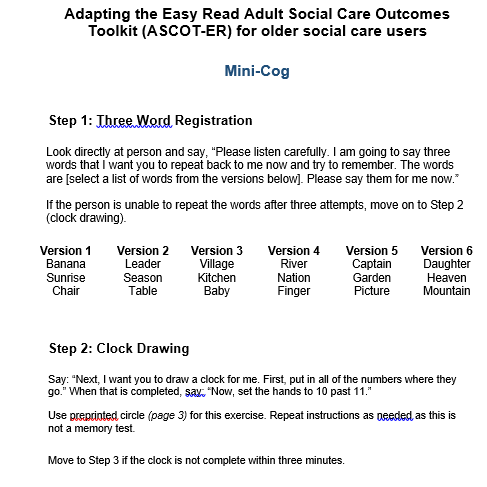 Adapting the Easy Read Adult Social Care Outcomes
Toolkit (ASCOT-ER) for older social care users
Mini-Cog
Step 1: Three Word Registration
Look directly at person and say, “Please listen carefully. I am going to say three
words that I want you to repeat back to me now and try to remember. The words
are [select a list of words from the versions below]. Please say them for me now.”
If the person is unable to repeat the words after three attempts, move on to Step 2
(clock drawing).
Version 1 Version 2 Version 3 Version 4 Version 5 Version 6
Banana Leader Village River Captain Daughter
Sunrise Season Kitchen Nation Garden Heaven
Chair Table Baby Finger Picture Mountain
Step 2: Clock Drawing
Say: “Next, I want you to draw a clock for me. First, put in all of the numbers where they
go.” When that is completed, say: “Now, set the hands to 10 past 11.”
Use preprinted circle (page 3) for this exercise. Repeat instructions as needed as this is
not a memory test.
Move to Step 3 if the clock is not complete within three minutes.